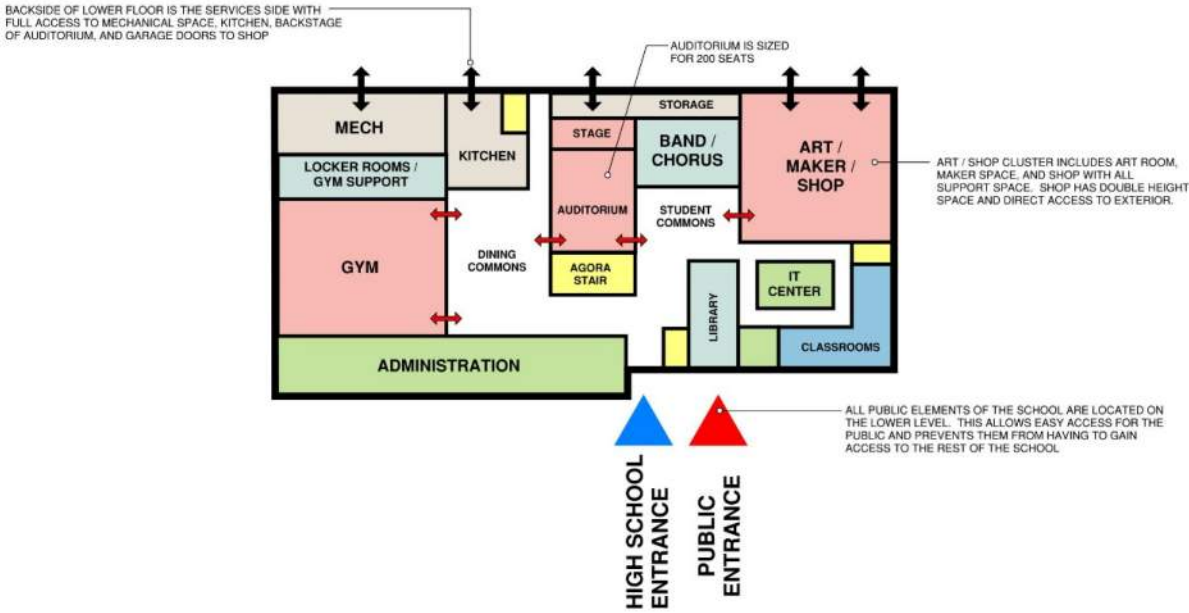 BACKSIDE OF LOWER FLOOR IS THE SERVICES SIDE WITH
FULL ACCESS TO MECHANICAL SPACE, KITCHEN, BACKSTAGE
OF AUDITORIUM, AND GARAGE DOORS TO SHOP
AUDITORIUM IS SIZED
FOR 200 SEATS
MECH
LOCKER ROOMS /
GYM SUPPORT
GYM
KITCHEN
DINING
COMMONS
STORAGE
STAGE
AUDITORIUM
AGORA
STAIR
BAND /
CHORUS
STUDENT
COMMONS
ART /
MAKER /
SHOP
ART / SHOP CLUSTER INCLUDES ART ROOM,
MAKER SPACE, AND SHOP WITH ALL
SUPPORT SPACE. SHOP HAS DOUBLE HEIGHT
SPACE AND DIRECT ACCESS TO EXTERIOR.
LIBRARY
IT
CENTER
CLASSROOMS
ADMINISTRATION
ALL PUBLIC ELEMENTS OF THE SCHOOL ARE LOCATED ON
THE LOWER LEVEL. THIS ALLOWS EASY ACCESS FOR THE
PUBLIC AND PREVENTS THEM FROM HAVING TO GAIN
ACCESS TO THE REST OF THE SCHOOL
HIGH SCHOOL
ENTRANCE
PUBLIC
ENTRANCE